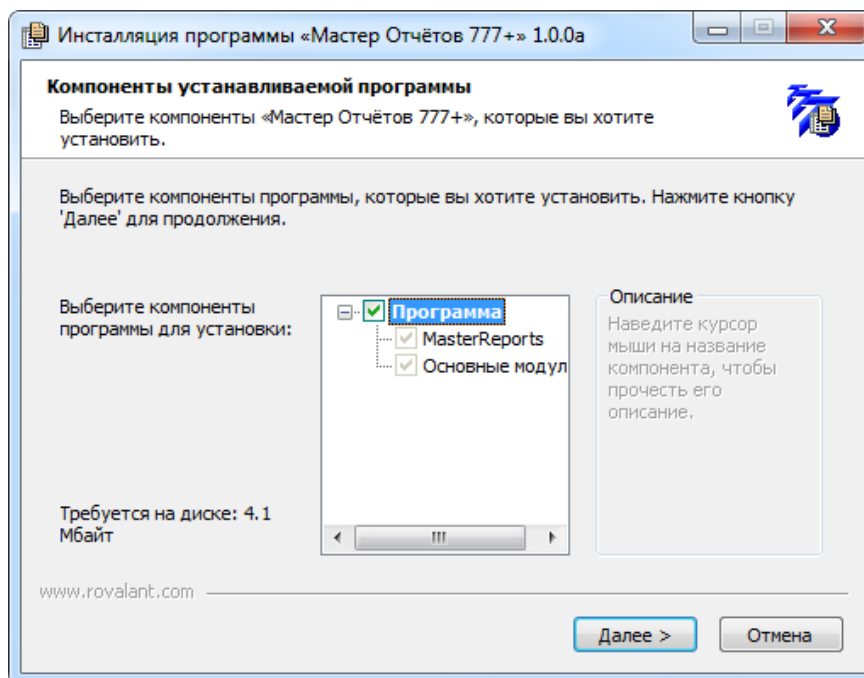 Инсталляция программы «Мастер Отчётов 777+» 1.0.0a
Компоненты устанавливаемой программы
Выберите компоненты «Мастер Отчётов 777+», которые вы хотите
установить.
Выберите компоненты программы, которые вы хотите установить. Нажмите кнопку
'Далее' для продолжения.
Выберите компоненты
программы для установки:
Программа
MasterReports
Основные модул
Описание
Наведите курсор
мыши на название
компонента, чтобы
прочесть его
описание.
Требуется на диске: 4.1
Мбайт
www.rovalant.com
Далее >
Отмена